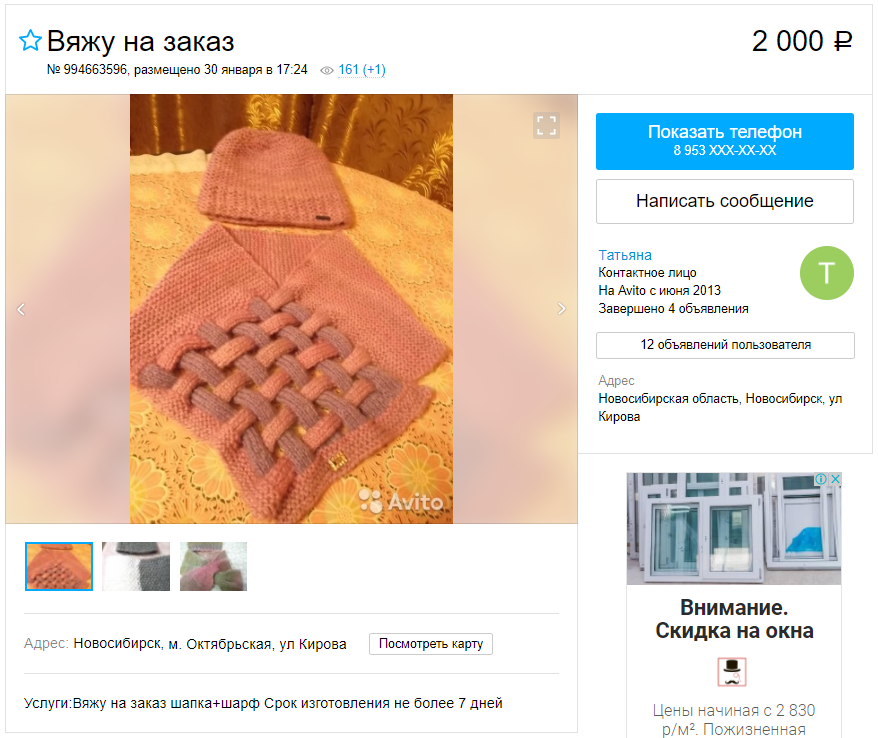 Вяжу на заказ
2 000 ₽
№ 994663596, размещено 30 января в 17:24 161 (+1)
Показать телефон
8 953 XXX-XX-XX
Написать сообщение
Татьяна
Контактное лицо
На Avito с июня 2013
Завершено 4 объявления
Т
12 объявлений пользователя
Адрес
Новосибирская область, Новосибирск, ул
Кирова
Avito
Адрес: Новосибирск, м. Октябрьская, ул Кирова
Посмотреть карту
Услуги:Вяжу на заказ шапка+шарф Срок изготовления не более 7 дней
Внимание.
Скидка на окна
Цены начиная с 2 830
р/м². Пожизненная